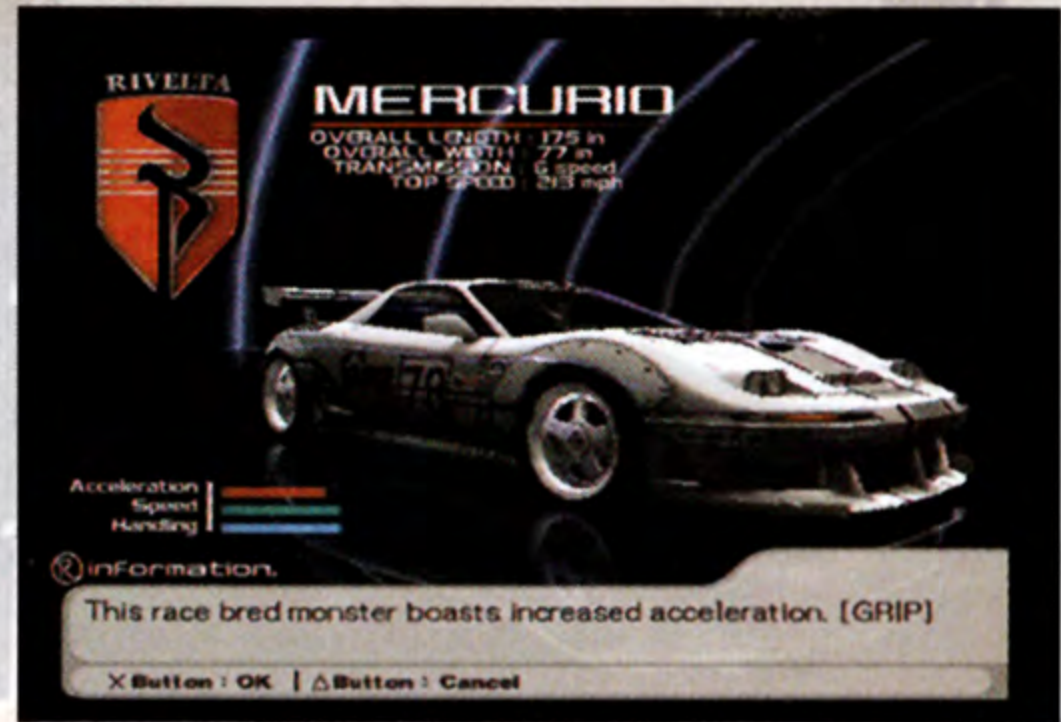 RIVELTA
MERCURIO
OVERALL LENGTH : 175 in
OVERALL WIDTH : 77 in
TRANSMISSION : 6 speed
TOP SPEED : 213 mph
78
Acceleration
Speed
Handling
R information.
This race bred monster boasts increased acceleration. [GRIP]
× Button : OK | △ Button : Cancel